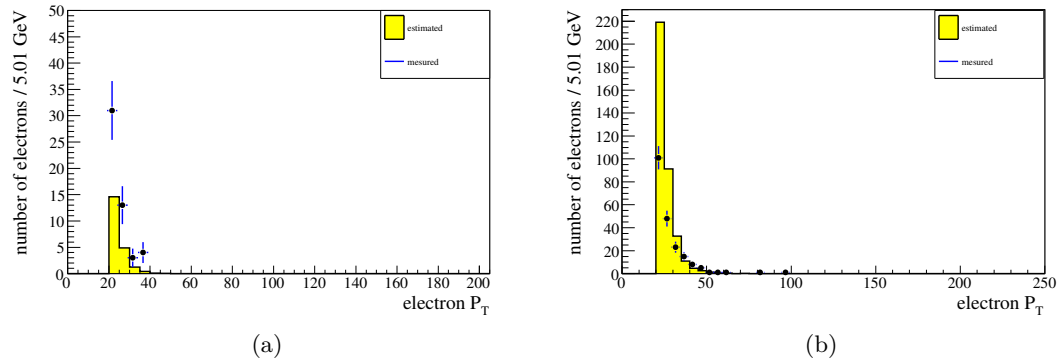 number of electrons / 5.01 GeV
50
45
40
35
30
25
20
15
10
5
0
estimated
mesured
0 20 40 60 80 100 120 140 160 180 200
electron P_T
(a)
number of electrons / 5.01 GeV
220
200
180
160
140
120
100
80
60
40
20
0
estimated
mesured
0 50 100 150 200 250
electron P_T
(b)